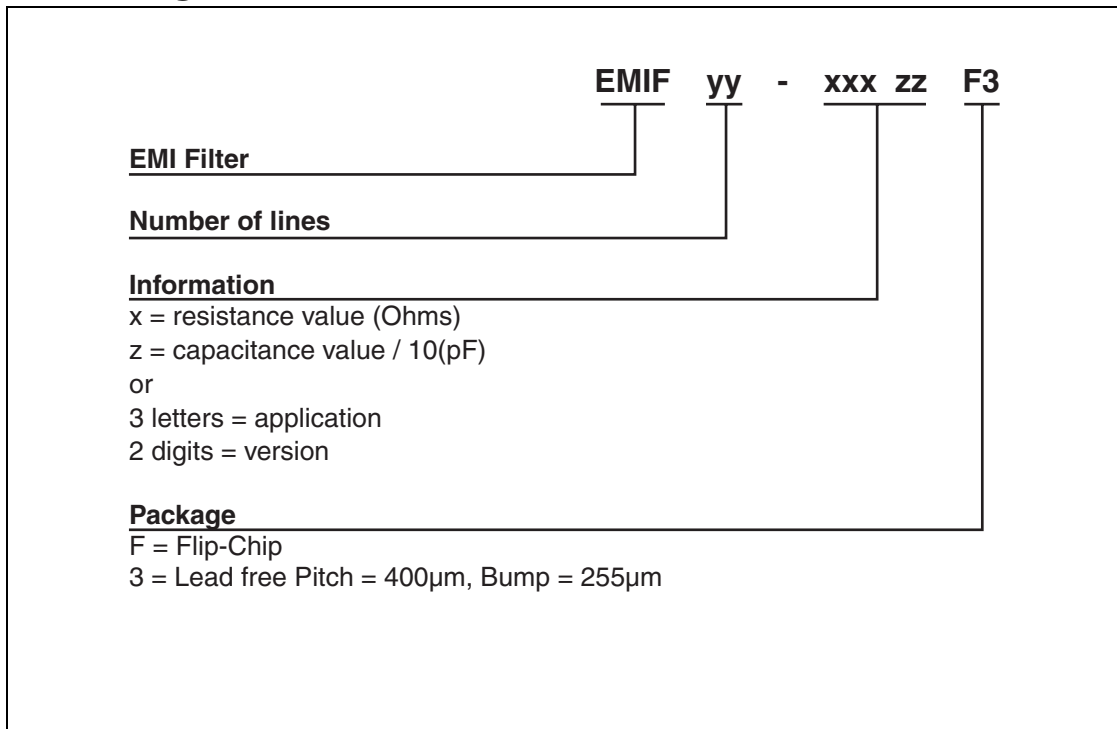 EMIF yy - xxx zz F3
EMI Filter
Number of lines
Information
x = resistance value (Ohms)
z = capacitance value / 10(pF)
or
3 letters = application
2 digits = version
Package
F = Flip-Chip
3 = Lead free Pitch = 400µm, Bump = 255µm